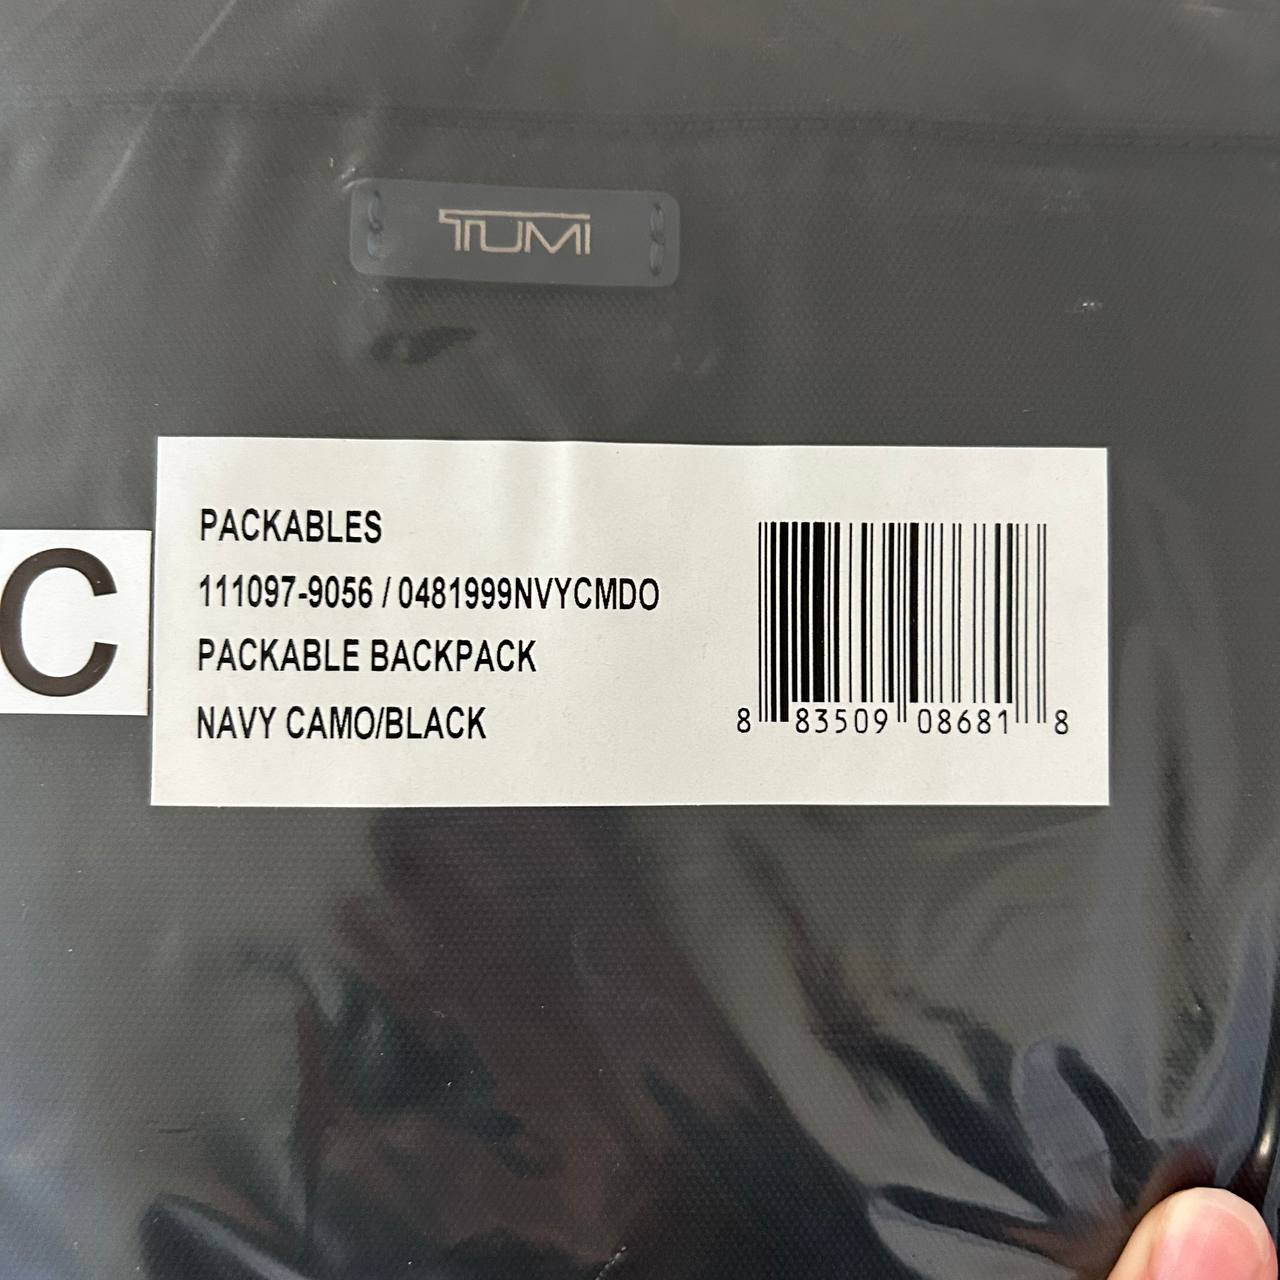 TUMI
C
PACKABLES
111097-9056 / 0481999NVYCMDO
PACKABLE BACKPACK
NAVY CAMO/BLACK
8 83509 08681 8